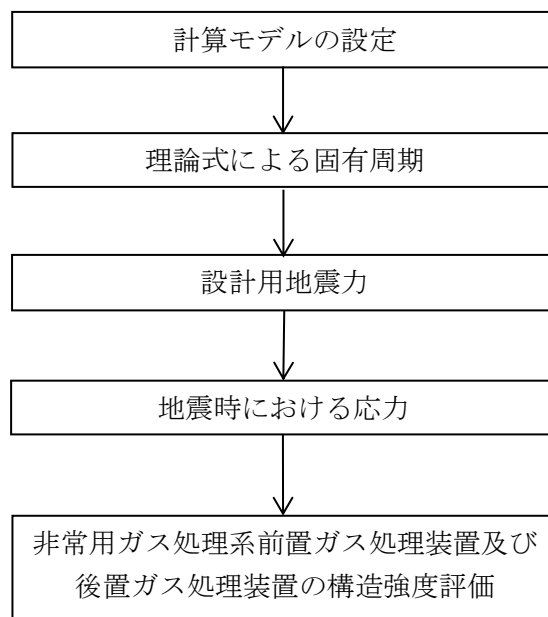 計算モデルの設定
理論式による固有周期
設計用地震力
地震時における応力
非常用ガス処理系前置ガス処理装置及び
後置ガス処理装置の構造強度評価